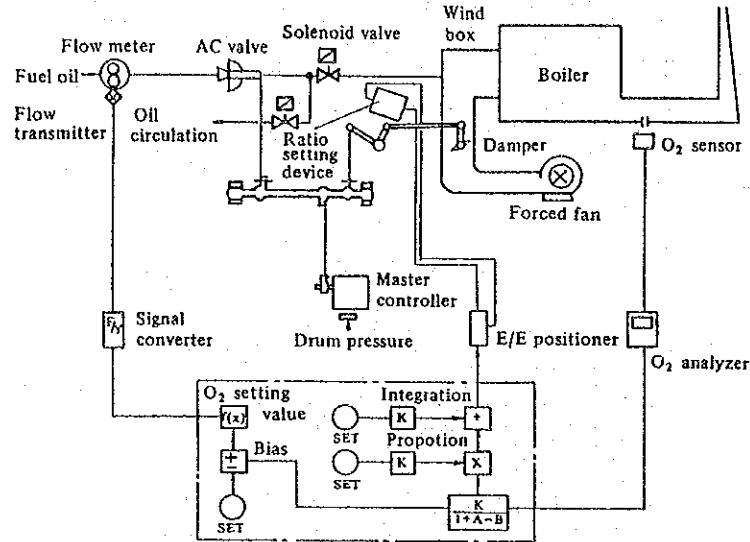 Wind
box
Solenoid valve
Flow meter
AC valve
Fuel oil
Boiler
Flow
transmitter
Oil
circulation
Ratio
setting
device
Damper
O₂ sensor
Forced fan
Master
controller
Drum pressure
Signal
converter
E/E positioner
O₂ analyzer
O₂ setting
value
f(x)
Integration
SET
K
+
Bias
±
Propotion
SET
K
X
SET
K
1+A-B